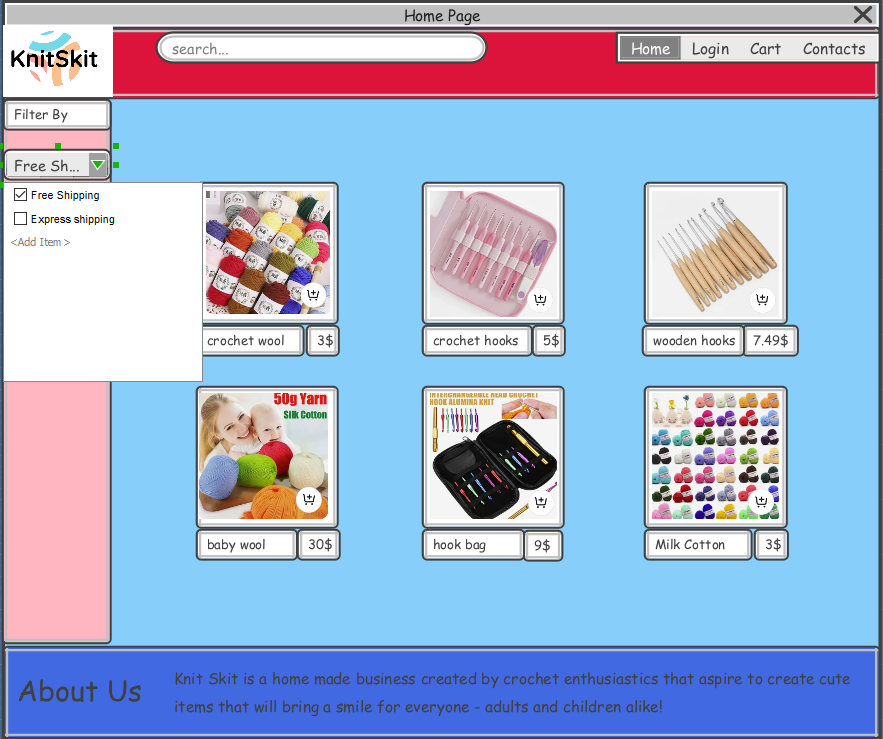 Home Page
KnitSkit
search...
Home Login Cart Contacts
Filter By
Free Sh...
Free Shipping
Express shipping
<Add Item >
crochet wool 3$
crochet hooks 5$
wooden hooks 7.49$
50g Yarn
Silk Cotton
INTERCHANGEABLE HEAD CROCHET
HOOK ALUMINA KNIT
baby wool 30$
hook bag 9$
Milk Cotton 3$
About Us
Knit Skit is a home made business created by crochet enthusiastics that aspire to create cute
items that will bring a smile for everyone - adults and children alike!